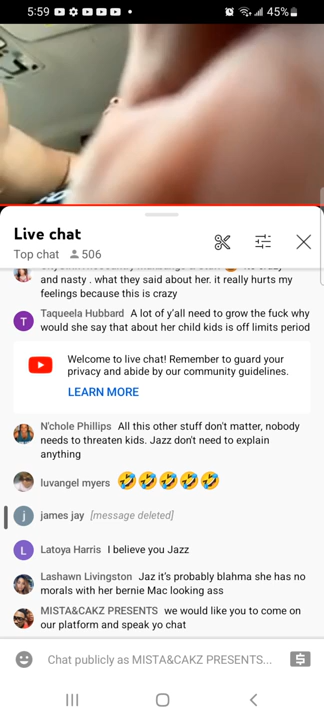 5:59
45%
Live chat
Top chat 506
and nasty . what they said about her. it really hurts my
feelings because this is crazy
T Taqueela Hubbard A lot of y'all need to grow the fuck why
would she say that about her child kids is off limits period
Welcome to live chat! Remember to guard your
privacy and abide by our community guidelines.
LEARN MORE
N'chole Phillips All this other stuff don't matter, nobody
needs to threaten kids. Jazz don't need to explain
anything
luvangel myers 🤣🤣🤣🤣🤣
j james jay [message deleted]
L Latoya Harris I believe you Jazz
Lashawn Livingston Jaz it's probably blahma she has no
morals with her bernie Mac looking ass
MISTA&CAKZ PRESENTS we would like you to come on
our platform and speak yo chat
Chat publicly as MISTA&CAKZ PRESENTS...